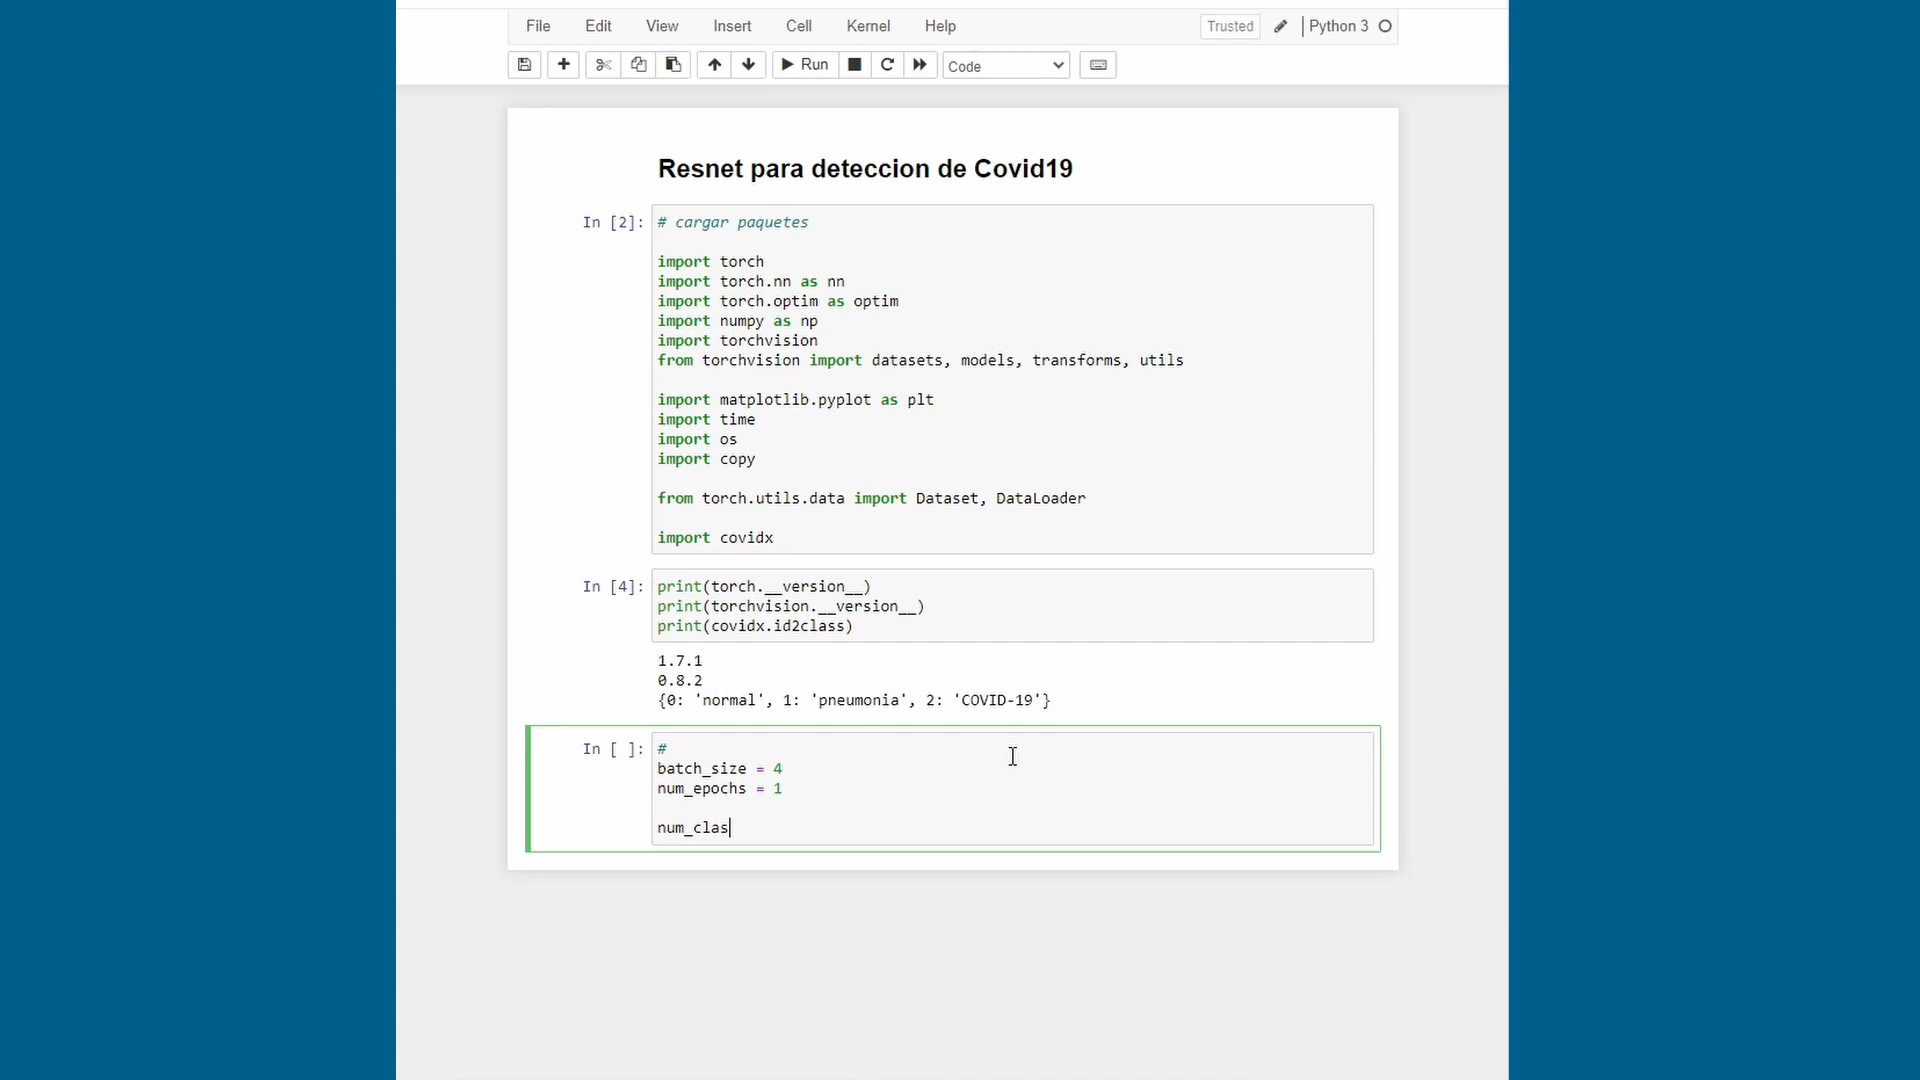 File Edit View Insert Cell Kernel Help Trusted Python 3
Run Code
Resnet para deteccion de Covid19
In [2]: # cargar paquetes
import torch
import torch.nn as nn
import torch.optim as optim
import numpy as np
import torchvision
from torchvision import datasets, models, transforms, utils
import matplotlib.pyplot as plt
import time
import os
import copy
from torch.utils.data import Dataset, DataLoader
import covidx
In [4]: print(torch.__version__)
print(torchvision.__version__)
print(covidx.id2class)
1.7.1
0.8.2
{0: 'normal', 1: 'pneumonia', 2: 'COVID-19'}
In [ ]: #
batch_size = 4
num_epochs = 1
num_clas